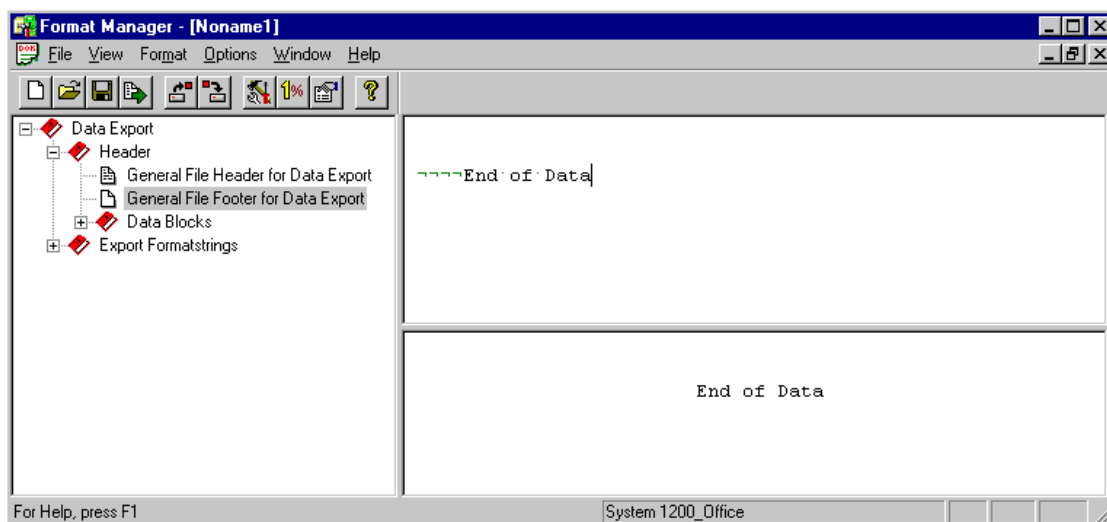 Format Manager - [Noname1]
File View Format Options Window Help
1%
?
Data Export
Header
General File Header for Data Export
General File Footer for Data Export
Data Blocks
Export Formatstrings
¬¬¬¬End·of·Data
End of Data
For Help, press F1
System 1200_Office